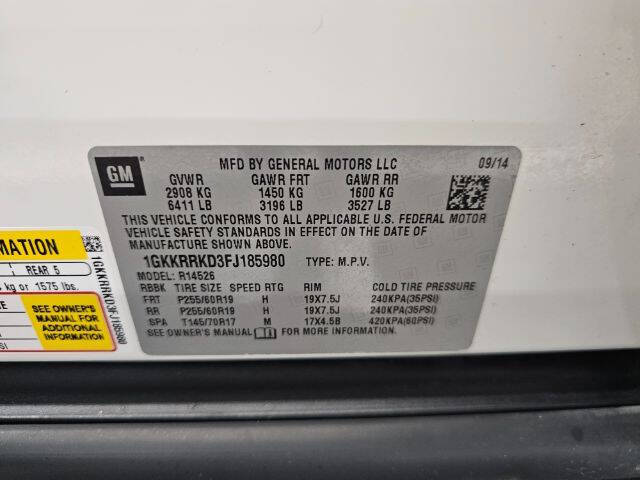 GM
MFD BY GENERAL MOTORS LLC 09/14
GVWR GAWR FRT GAWR RR
2908 KG 1450 KG 1600 KG
6411 LB 3196 LB 3527 LB
THIS VEHICLE CONFORMS TO ALL APPLICABLE U.S. FEDERAL MOTOR
VEHICLE SAFETY STANDARDS IN EFFECT ON THE DATE OF
MANUFACTURE SHOWN ABOVE.
1GKKRRKD3FJ185980 TYPE: M.P.V.
MODEL: R14526
RBBK TIRE SIZE SPEED RTG RIM COLD TIRE PRESSURE
FRT P255/60R19 H 19X7.5J 240KPA(35PSI)
RR P255/60R19 H 19X7.5J 240KPA(35PSI)
SPA T145/70R17 M 17X4.5B 420KPA(60PSI)
SEE OWNER'S MANUAL FOR MORE INFORMATION.
REAR 5
kg or 1575 lbs.
SEE OWNER'S
MANUAL FOR
ADDITIONAL
INFORMATION
1GKKRRKD3FJ185980